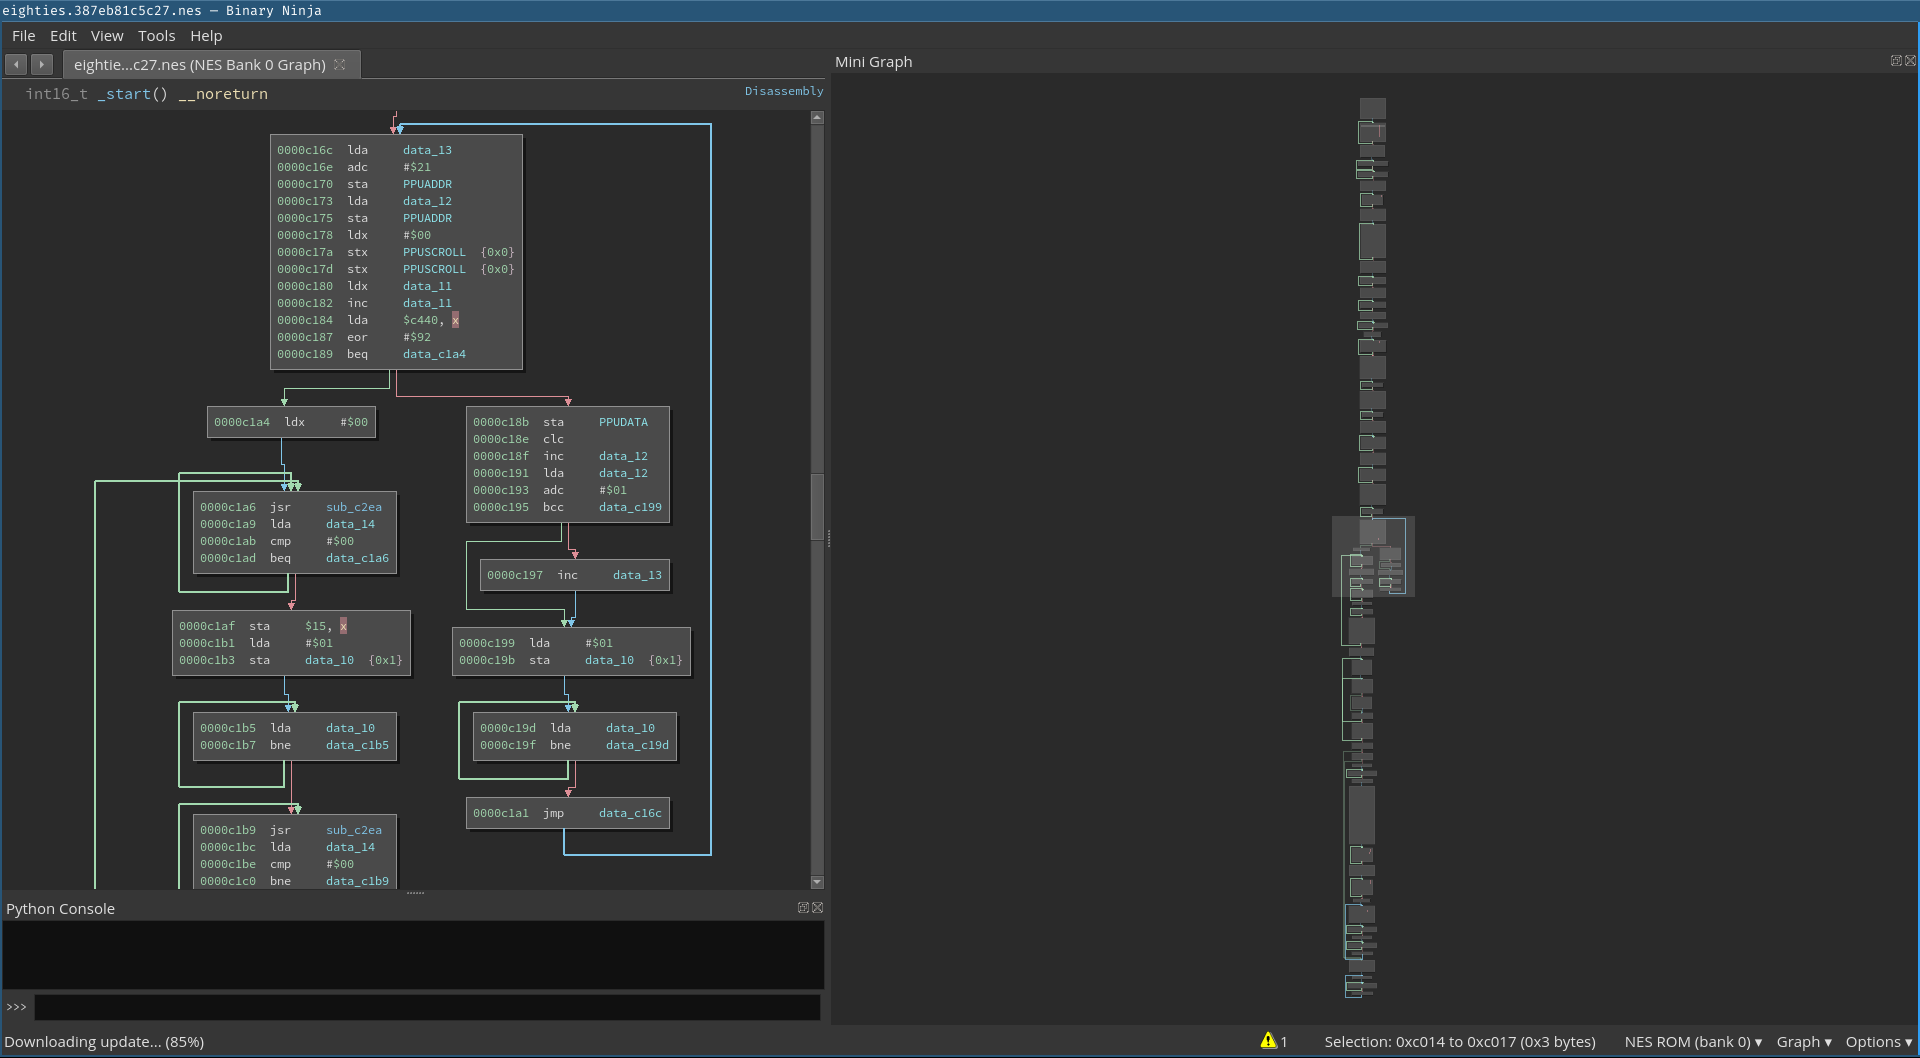 eighties.387eb81c5c27.nes — Binary Ninja
File Edit View Tools Help
eightie...c27.nes (NES Bank 0 Graph)
Mini Graph
int16_t _start() __noreturn
Disassembly
0000c16c lda data_13
0000c16e adc #$21
0000c170 sta PPUADDR
0000c173 lda data_12
0000c175 sta PPUADDR
0000c178 ldx #$00
0000c17a stx PPUSCROLL {0x0}
0000c17d stx PPUSCROLL {0x0}
0000c180 ldx data_11
0000c182 inc data_11
0000c184 lda $c440, x
0000c187 eor #$92
0000c189 beq data_c1a4
0000c1a4 ldx #$00
0000c18b sta PPUDATA
0000c18e clc
0000c18f inc data_12
0000c191 lda data_12
0000c193 adc #$01
0000c195 bcc data_c199
0000c1a6 jsr sub_c2ea
0000c1a9 lda data_14
0000c1ab cmp #$00
0000c1ad beq data_c1a6
0000c197 inc data_13
0000c1af sta $15, x
0000c1b1 lda #$01
0000c1b3 sta data_10 {0x1}
0000c199 lda #$01
0000c19b sta data_10 {0x1}
0000c1b5 lda data_10
0000c1b7 bne data_c1b5
0000c19d lda data_10
0000c19f bne data_c19d
0000c1a1 jmp data_c16c
0000c1b9 jsr sub_c2ea
0000c1bc lda data_14
0000c1be cmp #$00
0000c1c0 bne data_c1b9
Python Console
>>>
Downloading update... (85%)
1
Selection: 0xc014 to 0xc017 (0x3 bytes)
NES ROM (bank 0) ▾
Graph ▾
Options ▾